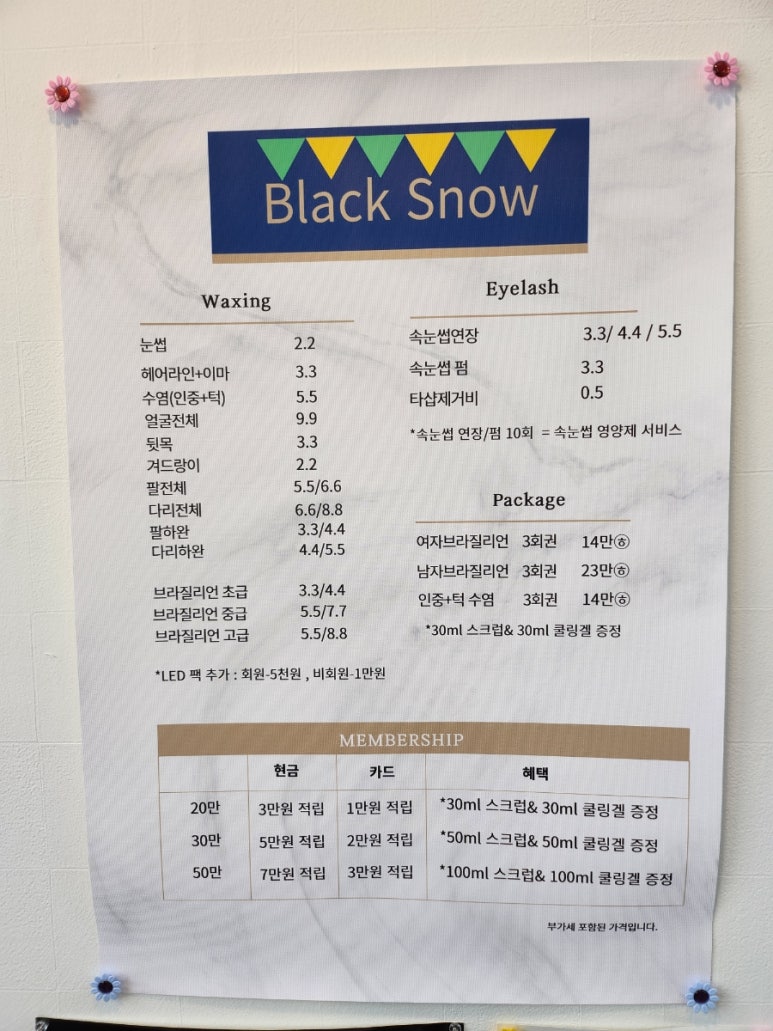 Black Snow
Waxing
눈썹 2.2
헤어라인+이마 3.3
수염(인중+턱) 5.5
얼굴전체 9.9
뒷목 3.3
겨드랑이 2.2
팔전체 5.5/6.6
다리전체 6.6/8.8
팔하완 3.3/4.4
다리하완 4.4/5.5
브라질리언 초급 3.3/4.4
브라질리언 중급 5.5/7.7
브라질리언 고급 5.5/8.8
*LED 팩 추가 : 회원-5천원 , 비회원-1만원
Eyelash
속눈썹연장 3.3/ 4.4 / 5.5
속눈썹 펌 3.3
타샵제거비 0.5
*속눈썹 연장/펌 10회 = 속눈썹 영양제 서비스
Package
여자브라질리언 3회권 14만㉻
남자브라질리언 3회권 23만㉻
인중+턱 수염 3회권 14만㉻
*30ml 스크럽& 30ml 쿨링겔 증정
MEMBERSHIP
현금 카드 혜택
20만 3만원 적립 1만원 적립 *30ml 스크럽& 30ml 쿨링겔 증정
30만 5만원 적립 2만원 적립 *50ml 스크럽& 50ml 쿨링겔 증정
50만 7만원 적립 3만원 적립 *100ml 스크럽& 100ml 쿨링겔 증정
부가세 포함된 가격입니다.